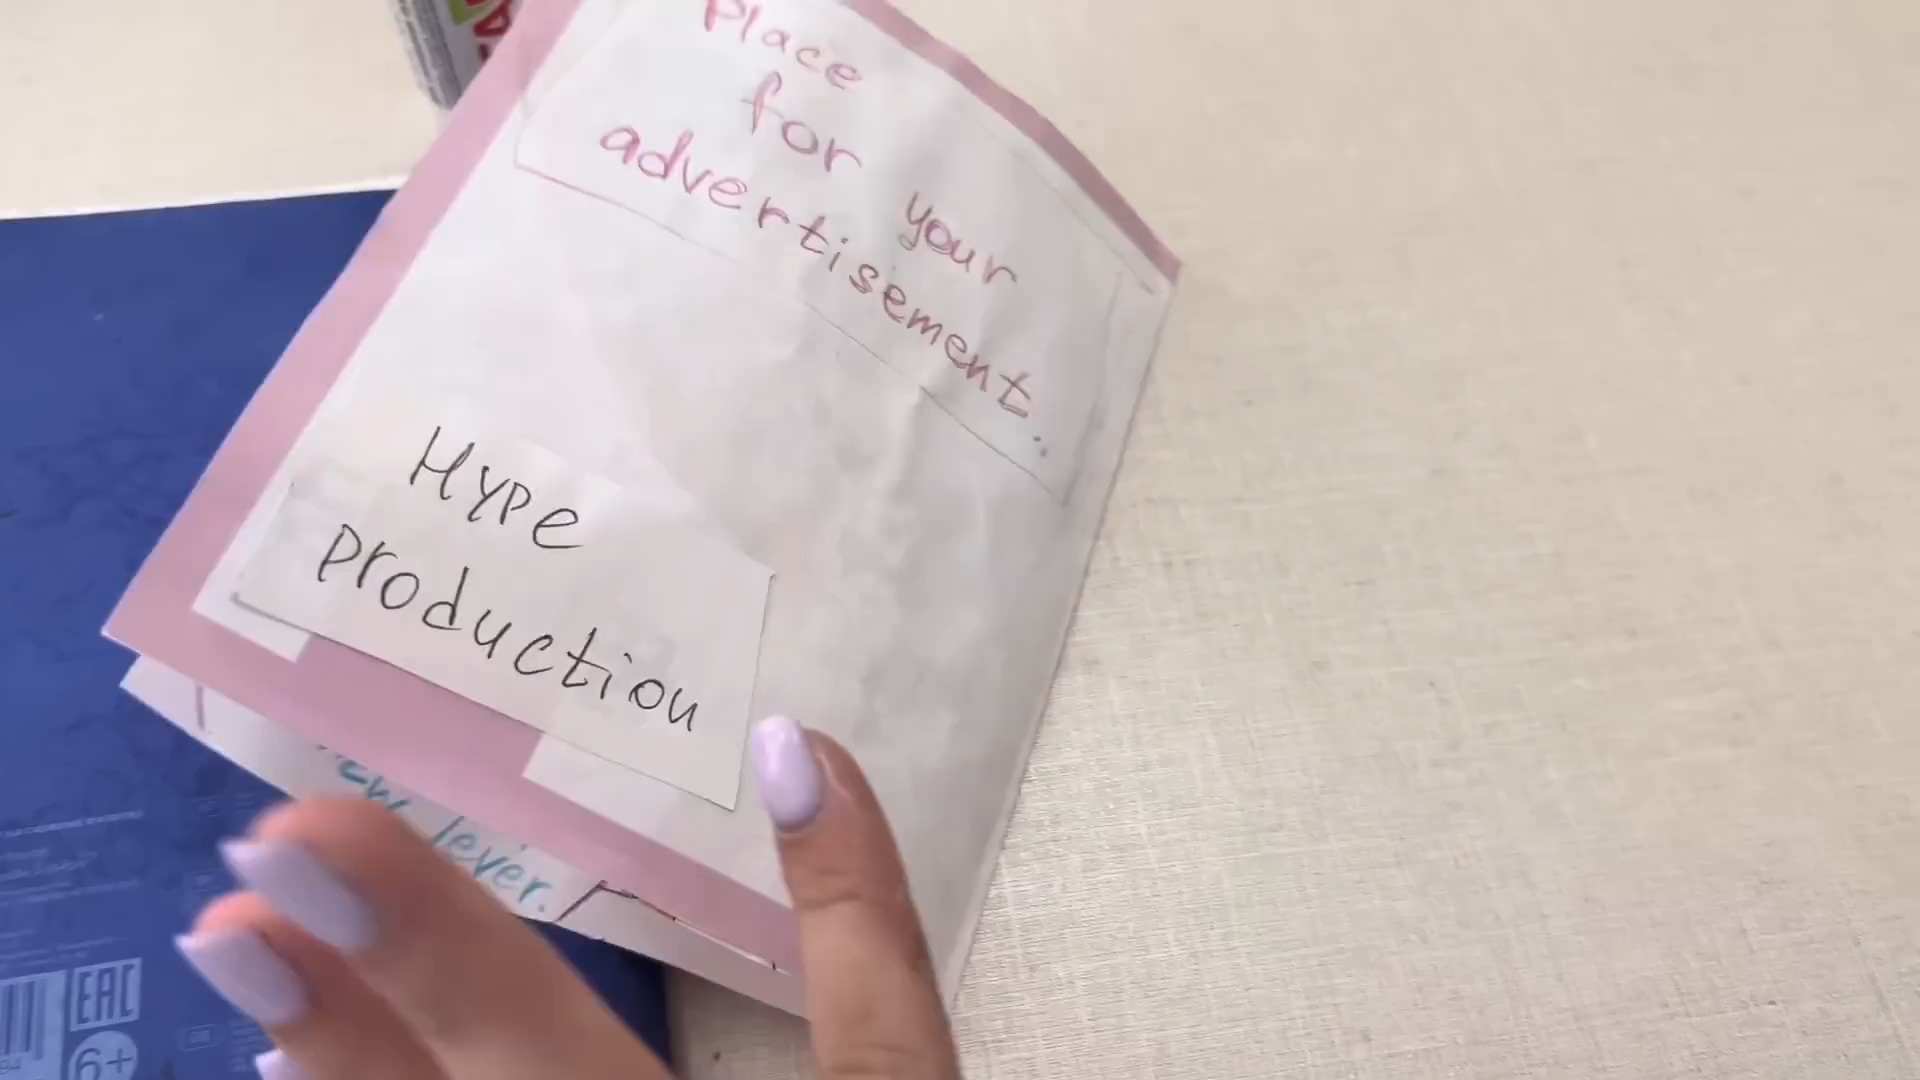 Place
for your
advertisement..
Hype
production
lever.
EAC
6+